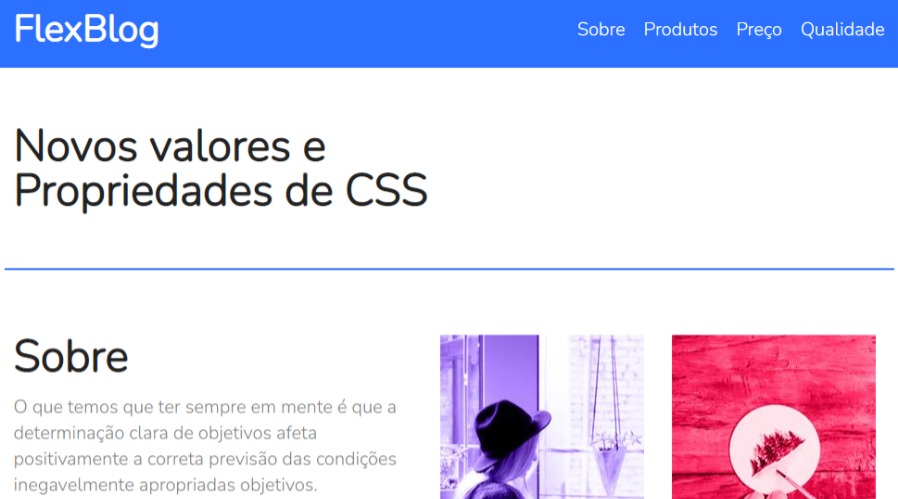 FlexBlog
Sobre Produtos Preço Qualidade
Novos valores e
Propriedades de CSS
Sobre
O que temos que ter sempre em mente é que a
determinação clara de objetivos afeta
positivamente a correta previsão das condições
inegavelmente apropriadas objetivos.